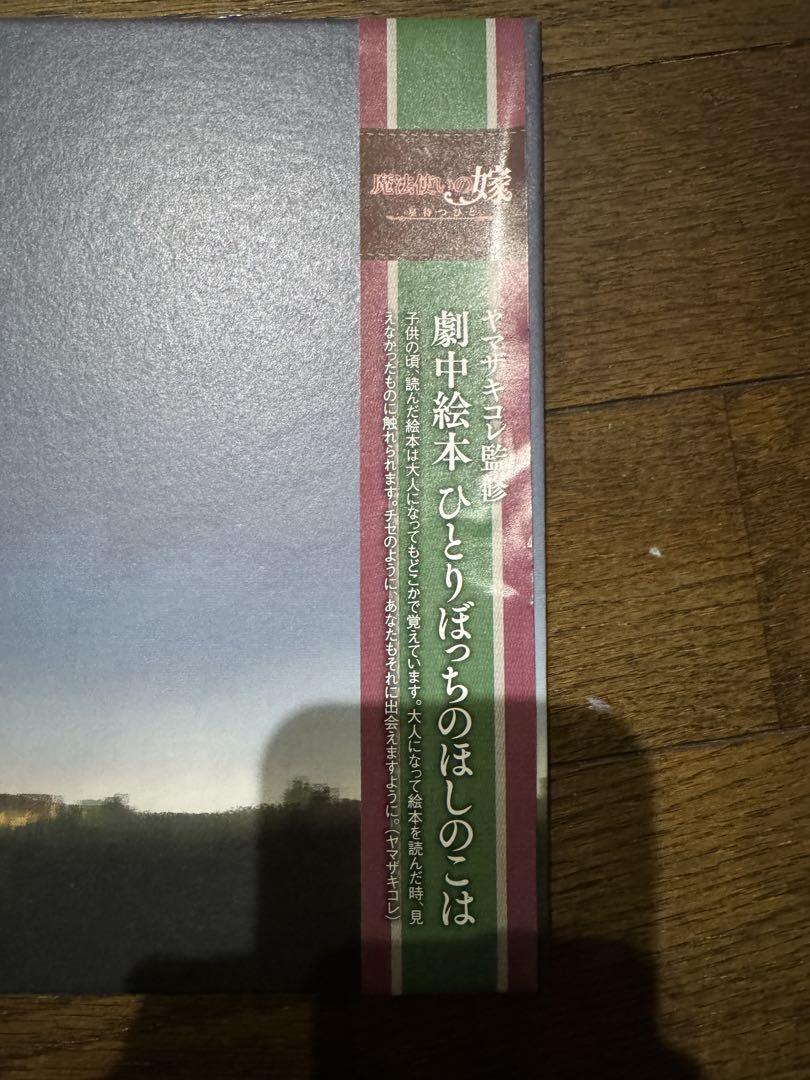 魔法使いの嫁
星待つひと
ヤマザキコレ監修
劇中絵本 ひとりぼっちのほしのこは
子供の頃、読んだ絵本は大人になってもどこかで覚えています。大人になって絵本を読んだ時、見
えなかったものに触れられます。チセのように、あなたもそれに出会えますように。(ヤマザキコレ)